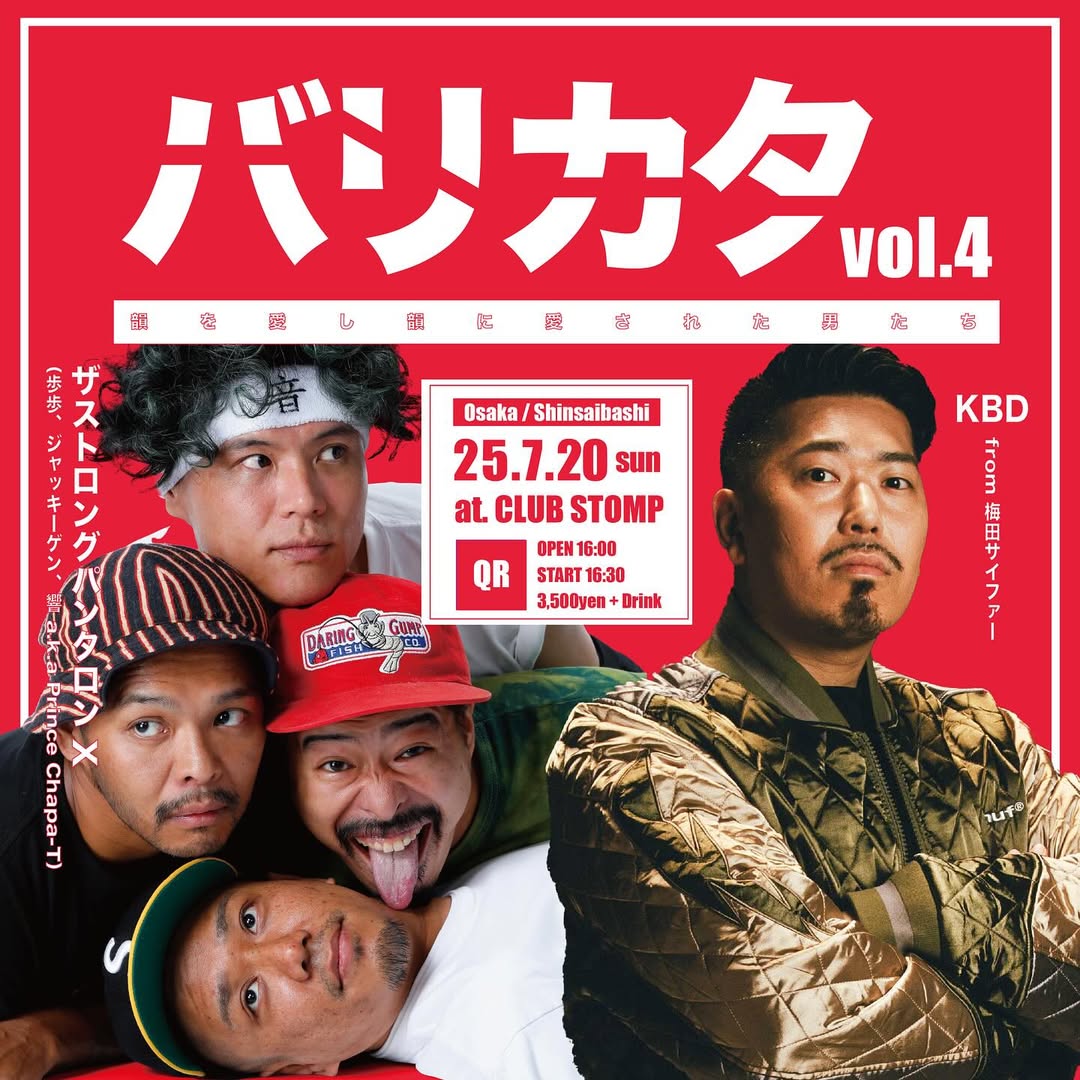 バリカタ
vol.4
韻を愛し韻に愛された男たち
ザストロングパンタロンX
(歩歩、ジャッキーゲン、響 a.k.a Prince Chapa-T)
音
Osaka / Shinsaibashi
25.7.20 sun
at. CLUB STOMP
QR
OPEN 16:00
START 16:30
3,500yen + Drink
KBD
from 梅田サイファー
DARING GUMP
FISH CO.
huf®
S